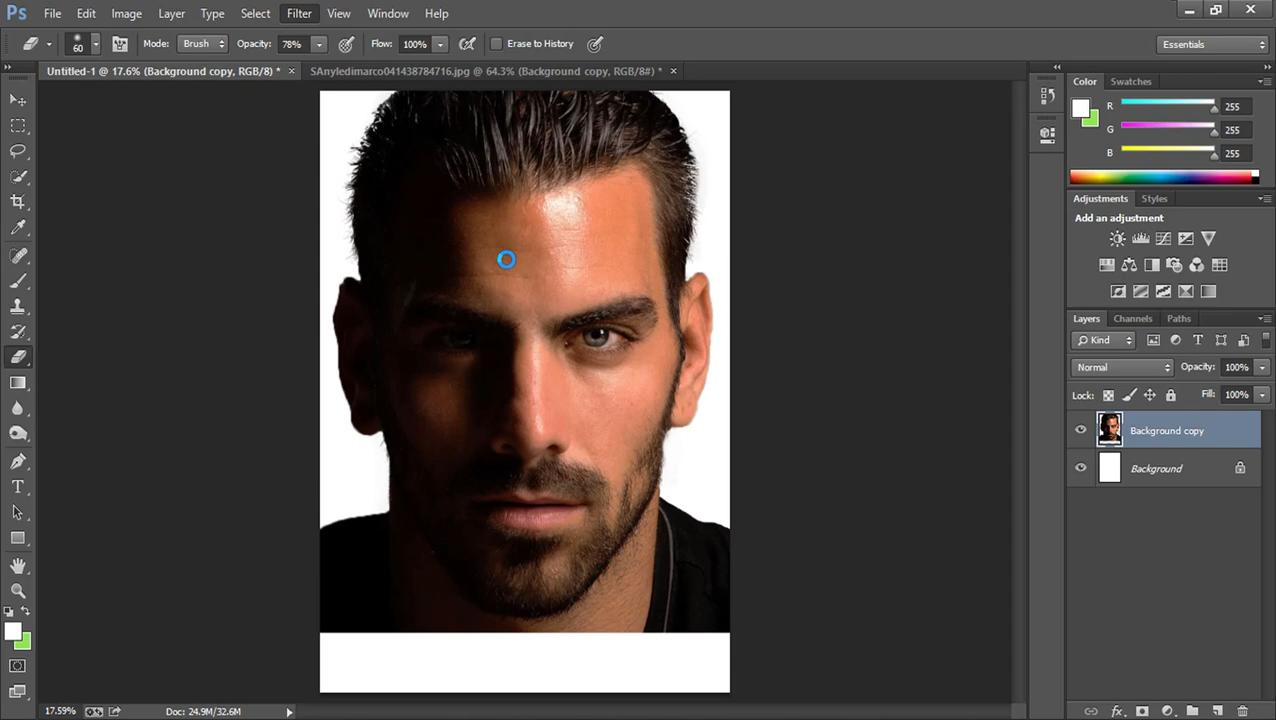 Ps File Edit Image Layer Type Select Filter View Window Help
60 Mode: Brush Opacity: 78% Flow: 100% Erase to History Essentials
Untitled-1 @ 17.6% (Background copy, RGB/8) * SAnyledimarco041438784716.jpg @ 64.3% (Background copy, RGB/8#) *
Color Swatches
R 255
G 255
B 255
Adjustments Styles
Add an adjustment
Layers Channels Paths
Kind
Normal Opacity: 100%
Lock: Fill: 100%
Background copy
Background
17.59% Doc: 24.9M/32.6M